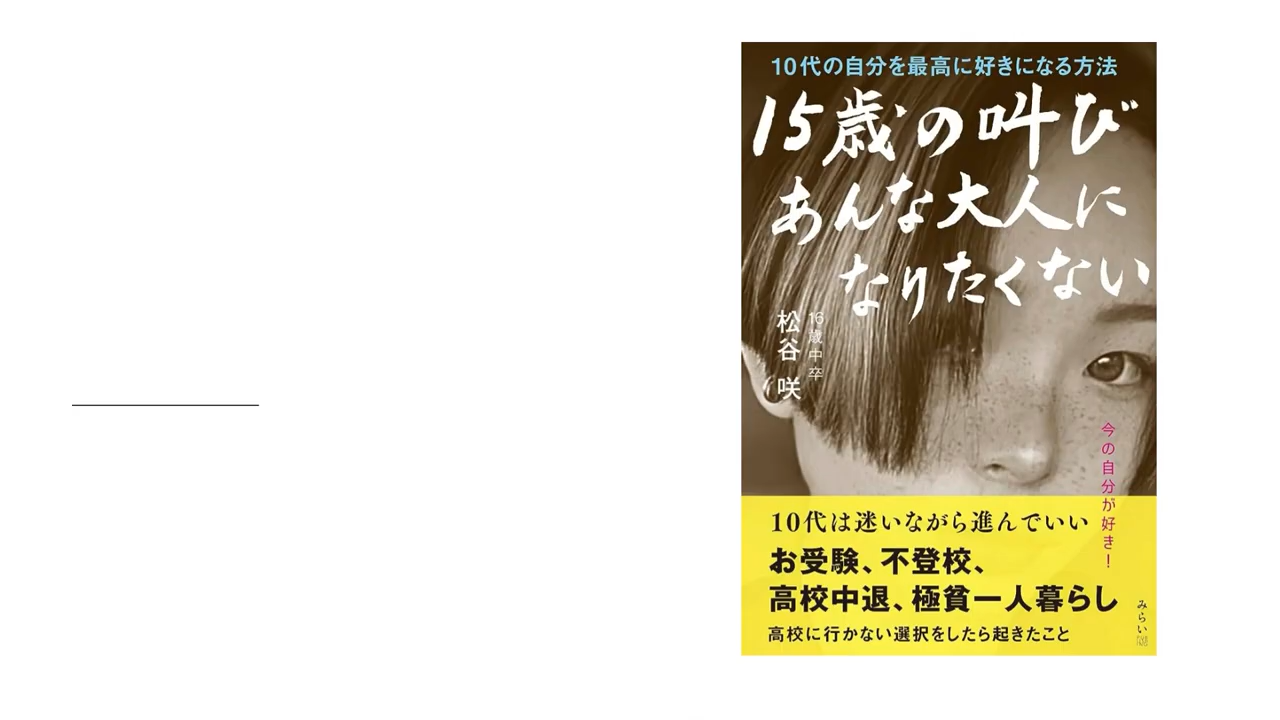 10代の自分を最高に好きになる方法
15歳の叫び
あんな大人に
なりたくない
16歳中卒
松谷 咲
今の自分が好き！
10代は迷いながら進んでいい
お受験、不登校、
高校中退、極貧一人暮らし
高校に行かない選択をしたら起きたこと
みらい